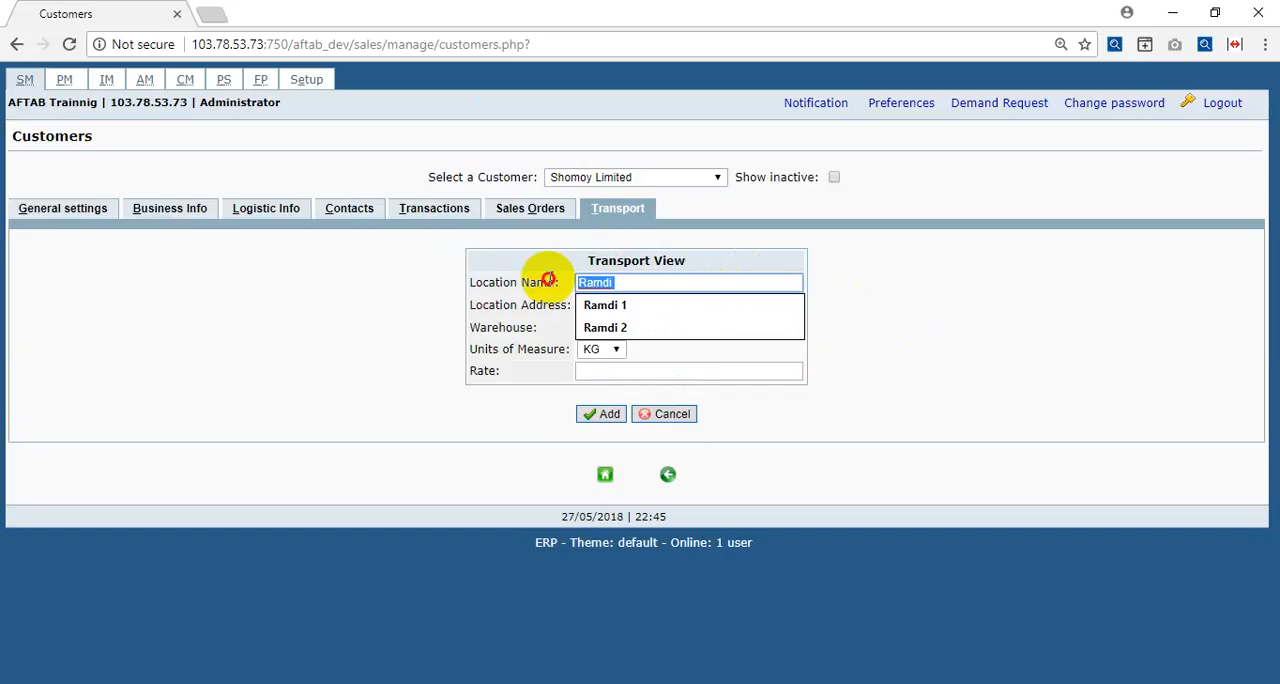 Customers
Not secure | 103.78.53.73:750/aftab_dev/sales/manage/customers.php?
SM PM IM AM CM PS FP Setup
AFTAB Trainnig | 103.78.53.73 | Administrator
Notification Preferences Demand Request Change password Logout
Customers
Select a Customer: Shomoy Limited Show inactive:
General settings Business Info Logistic Info Contacts Transactions Sales Orders Transport
Transport View
Location Name: Ramdi
Location Address: Ramdi 1
Warehouse: Ramdi 2
Units of Measure: KG
Rate:
Add Cancel
27/05/2018 | 22:45
ERP - Theme: default - Online: 1 user